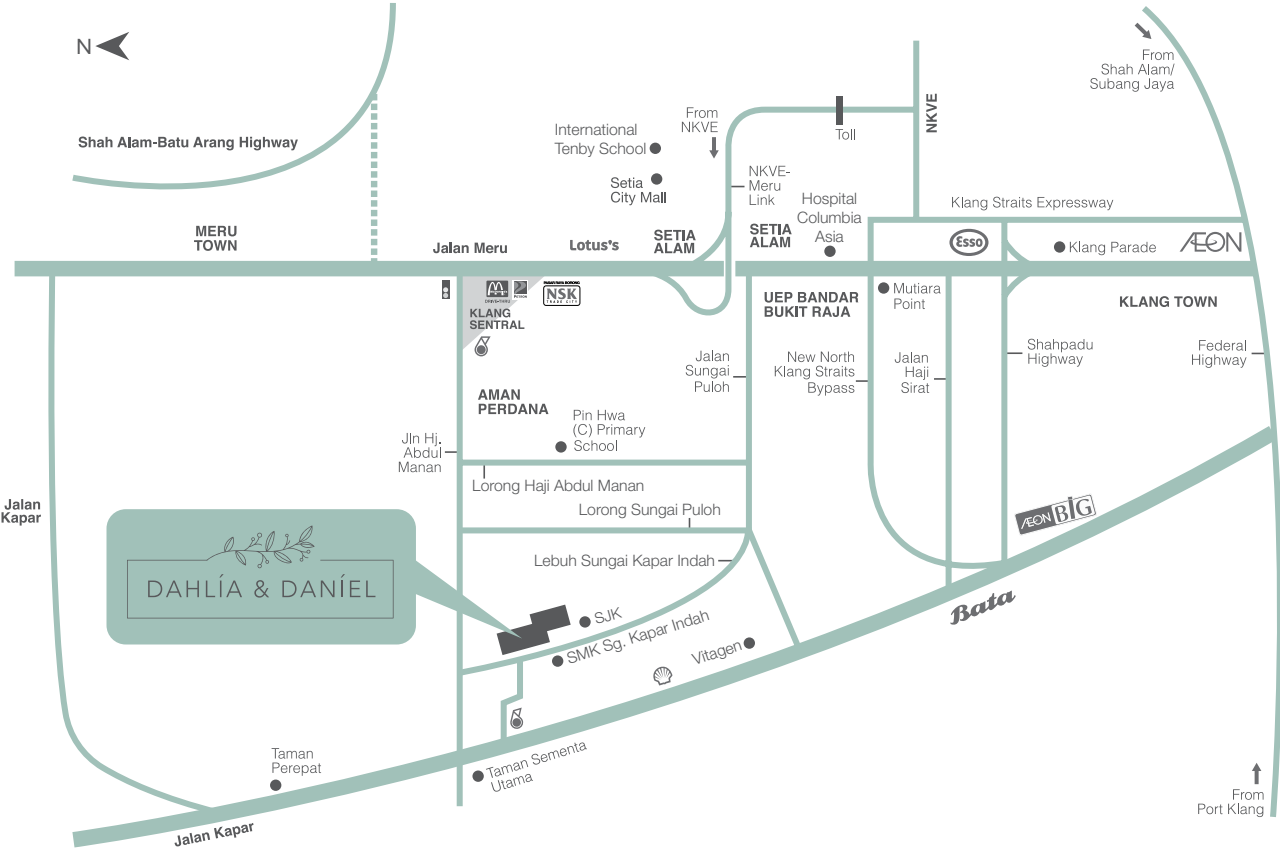 N
From
Shah Alam/
Subang Jaya
NKVE
From
NKVE
Toll
International
Tenby School
Shah Alam-Batu Arang Highway
Setia
City Mall
NKVE-
Meru
Link
Hospital
Columbia
Asia
Klang Straits Expressway
MERU
TOWN
Jalan Meru
Lotus's
SETIA
ALAM
SETIA
ALAM
Esso
Klang Parade
ÆON
KLANG
SENTRAL
NSK
TRADE CITY
UEP BANDAR
BUKIT RAJA
Mutiara
Point
KLANG TOWN
Jalan
Sungai
Puloh
New North
Klang Straits
Bypass
Jalan
Haji
Sirat
Shahpadu
Highway
Federal
Highway
AMAN
PERDANA
Pin Hwa
(C) Primary
School
Jln Hj.
Abdul
Manan
Lorong Haji Abdul Manan
Jalan
Kapar
Lorong Sungai Puloh
ÆON BiG
Lebuh Sungai Kapar Indah
DAHLÍA & DANÍEL
Bata
SJK
SMK Sg. Kapar Indah
Vitagen
Taman
Perepat
Taman Sementa
Utama
From
Port Klang
Jalan Kapar